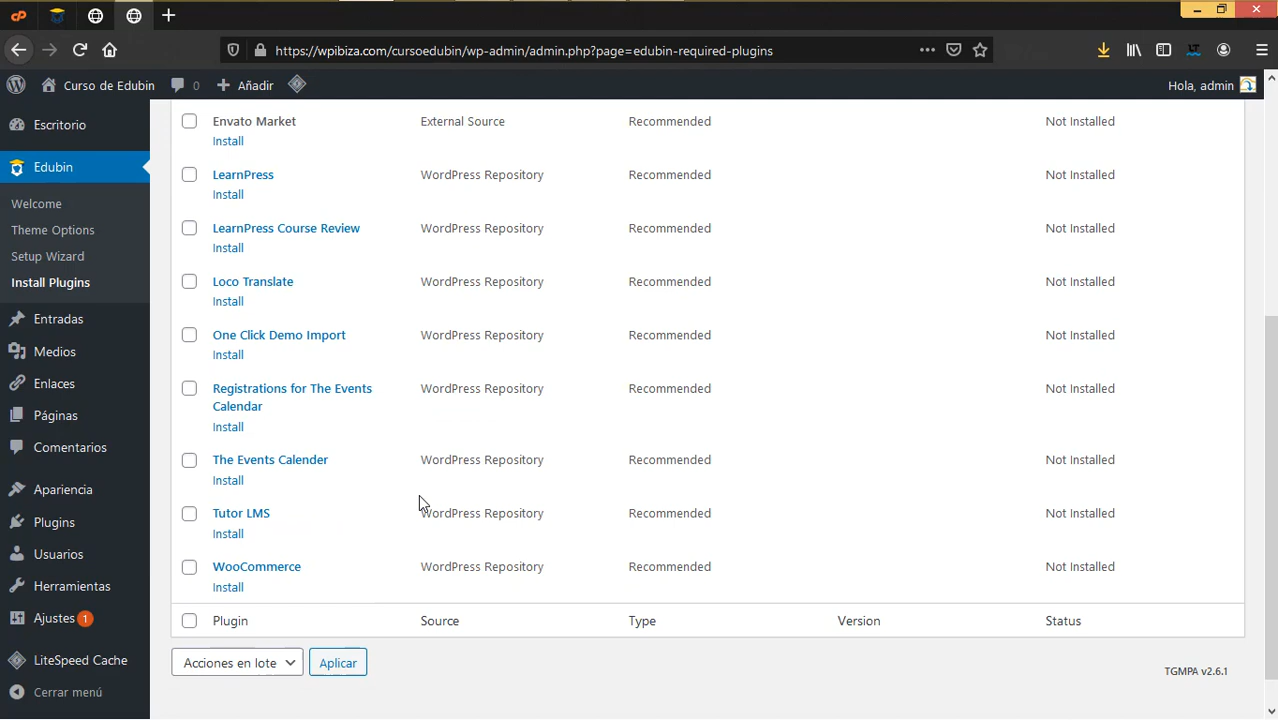 https://wpibiza.com/cursoedubin/wp-admin/admin.php?page=edubin-required-plugins
Curso de Edubin 0 Añadir Hola, admin
Escritorio
Edubin
Welcome
Theme Options
Setup Wizard
Install Plugins
Entradas
Medios
Enlaces
Páginas
Comentarios
Apariencia
Plugins
Usuarios
Herramientas
Ajustes 1
LiteSpeed Cache
Cerrar menú
Envato Market External Source Recommended Not Installed
Install
LearnPress WordPress Repository Recommended Not Installed
Install
LearnPress Course Review WordPress Repository Recommended Not Installed
Install
Loco Translate WordPress Repository Recommended Not Installed
Install
One Click Demo Import WordPress Repository Recommended Not Installed
Install
Registrations for The Events WordPress Repository Recommended Not Installed
Calendar
Install
The Events Calender WordPress Repository Recommended Not Installed
Install
Tutor LMS WordPress Repository Recommended Not Installed
Install
WooCommerce WordPress Repository Recommended Not Installed
Install
Plugin Source Type Version Status
Acciones en lote Aplicar
TGMPA v2.6.1